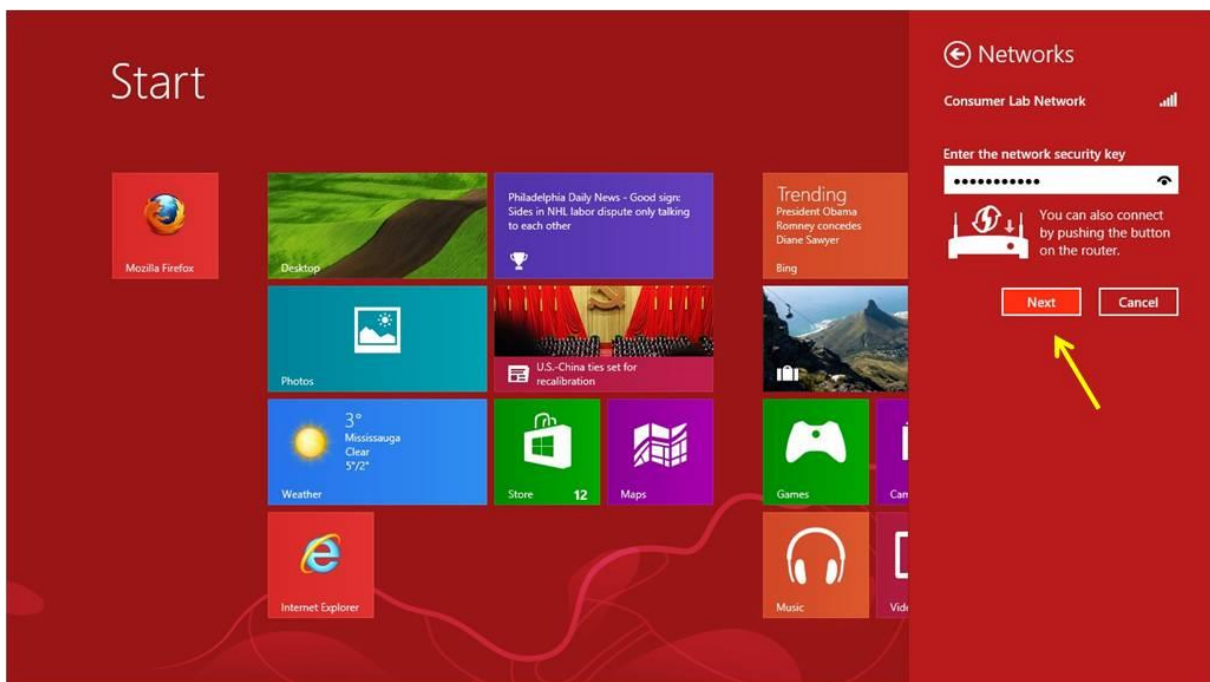 Start
Mozilla Firefox
Desktop
Philadelphia Daily News - Good sign:
Sides in NHL labor dispute only talking
to each other
Photos
U.S.-China ties set for
recalibration
3°
Mississauga
Clear
5°/2°
Weather
Store
12
Maps
Internet Explorer
Trending
President Obama
Romney concedes
Diane Sawyer
Bing
Games
Cam
Music
Vide
Networks
Consumer Lab Network
Enter the network security key
•••••••••••
You can also connect
by pushing the button
on the router.
Next
Cancel